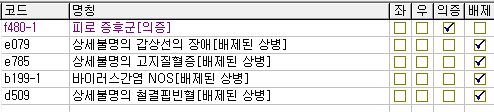 코드 명칭 좌 우 의증 배제
f480-1 피로 증후군[의증]
e079 상세불명의 갑상선의 장애[배제된 상병]
e785 상세불명의 고지질혈증[배제된 상병]
b199-1 바이러스간염 NOS[배제된 상병]
d509 상세불명의 철결핍빈혈[배제된 상병]